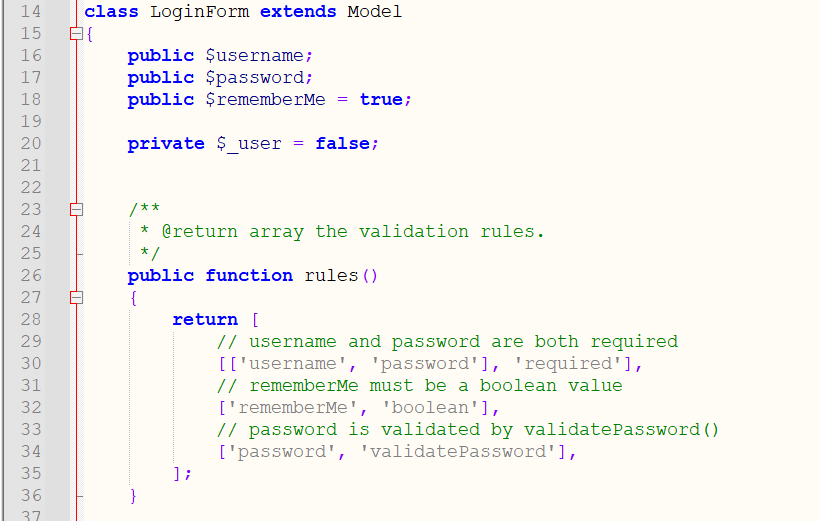 14 class LoginForm extends Model
15 {
16     public $username;
17     public $password;
18     public $rememberMe = true;
19
20     private $_user = false;
21
22
23     /**
24      * @return array the validation rules.
25      */
26     public function rules()
27     {
28         return [
29             // username and password are both required
30             [['username', 'password'], 'required'],
31             // rememberMe must be a boolean value
32             ['rememberMe', 'boolean'],
33             // password is validated by validatePassword()
34             ['password', 'validatePassword'],
35         ];
36     }
37